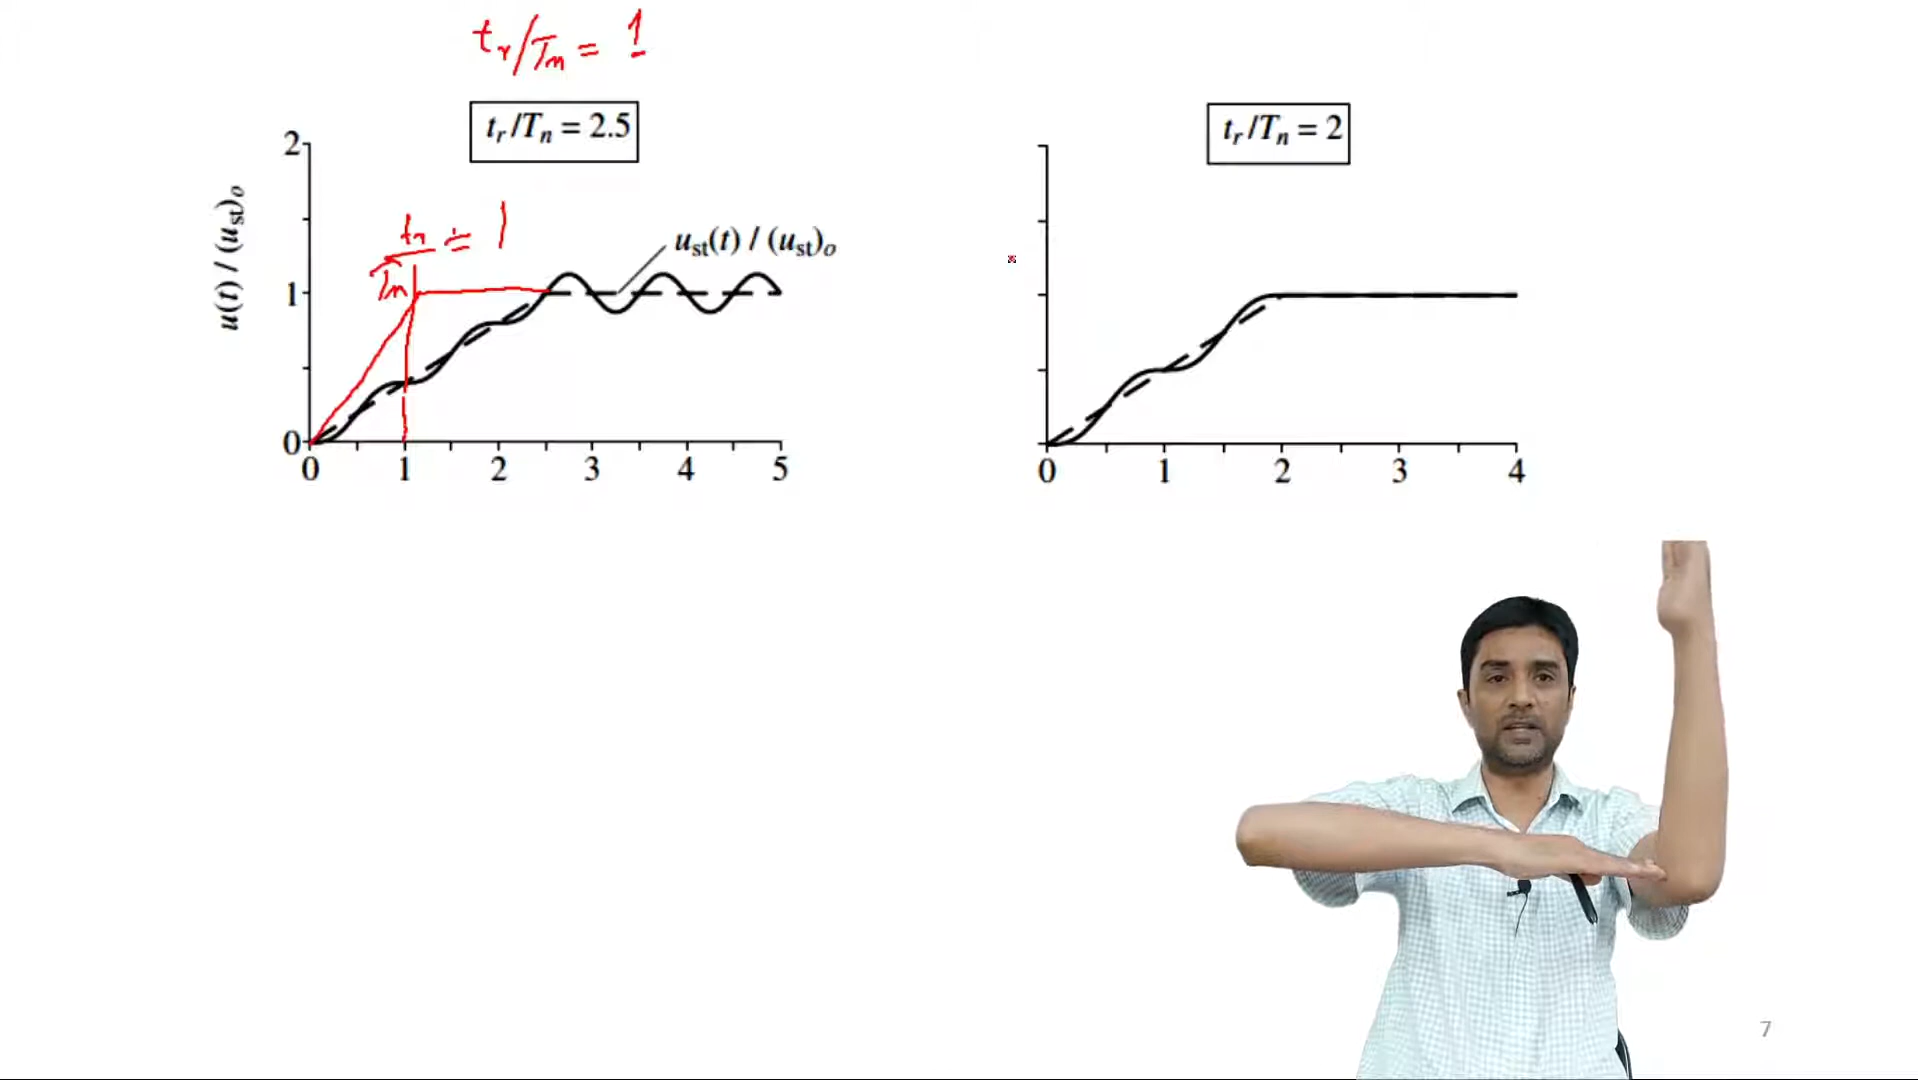 tr/Tn = 1
tr/Tn = 2.5
tr/Tn = 2
2
tr/Tn = 1
ust(t) / (ust)o
u(t) / (ust)o
1
0
0 1 2 3 4 5
0 1 2 3 4
7